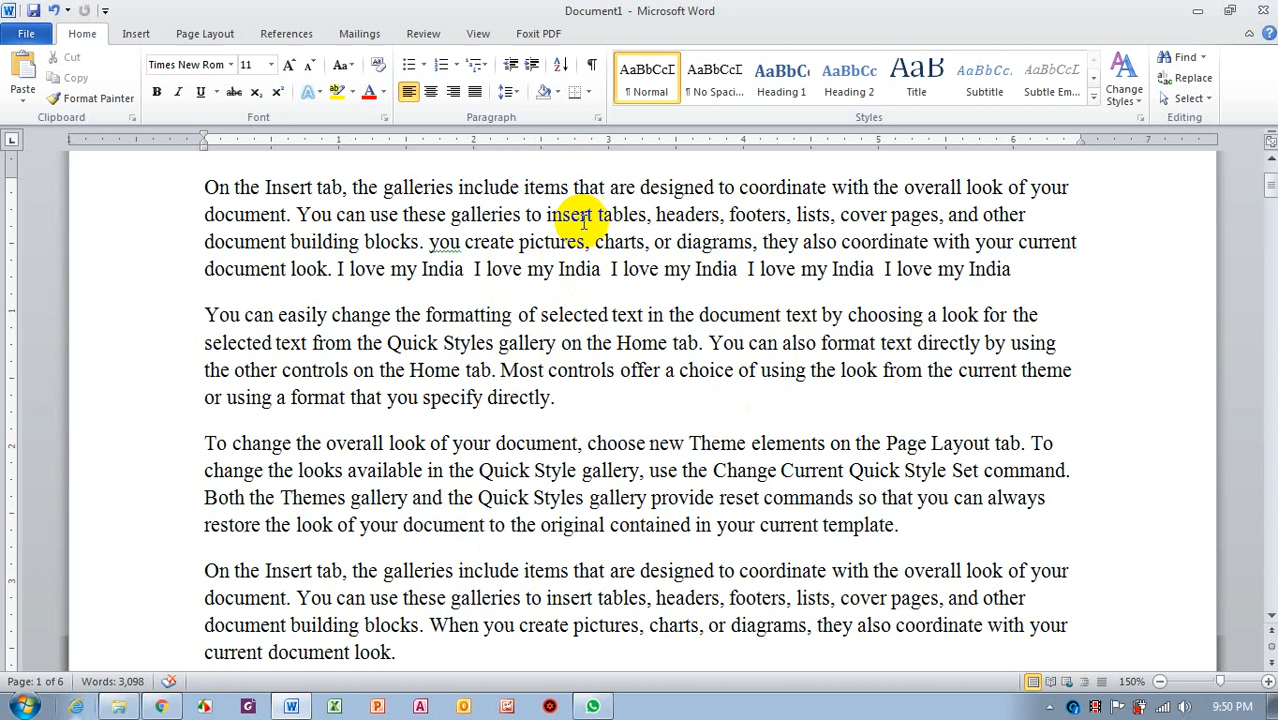 Document1 - Microsoft Word
File Home Insert Page Layout References Mailings Review View Foxit PDF
Paste Cut Copy Format Painter
Times New Rom 11
AaBbCcDc ¶ Normal AaBbCcDc ¶ No Spaci... AaBbCc Heading 1 AaBbCc Heading 2 AaB Title AaBbCcL Subtitle AaBbCcDc Subtle Em...
Change Styles
Find Replace Select
Clipboard Font Paragraph Styles Editing
1 1 2 3 4 5 6 7
On the Insert tab, the galleries include items that are designed to coordinate with the overall look of your
document. You can use these galleries to insert tables, headers, footers, lists, cover pages, and other
document building blocks. you create pictures, charts, or diagrams, they also coordinate with your current
document look. I love my India I love my India I love my India I love my India I love my India
You can easily change the formatting of selected text in the document text by choosing a look for the
selected text from the Quick Styles gallery on the Home tab. You can also format text directly by using
the other controls on the Home tab. Most controls offer a choice of using the look from the current theme
or using a format that you specify directly.
To change the overall look of your document, choose new Theme elements on the Page Layout tab. To
change the looks available in the Quick Style gallery, use the Change Current Quick Style Set command.
Both the Themes gallery and the Quick Styles gallery provide reset commands so that you can always
restore the look of your document to the original contained in your current template.
On the Insert tab, the galleries include items that are designed to coordinate with the overall look of your
document. You can use these galleries to insert tables, headers, footers, lists, cover pages, and other
document building blocks. When you create pictures, charts, or diagrams, they also coordinate with your
current document look.
Page: 1 of 6 Words: 3,098 150%
9:50 PM